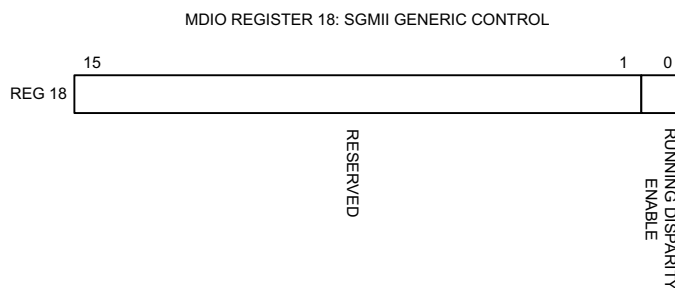 MDIO REGISTER 18: SGMII GENERIC CONTROL
15 1 0
REG 18
RESERVED
RUNNING DISPARITY
ENABLE